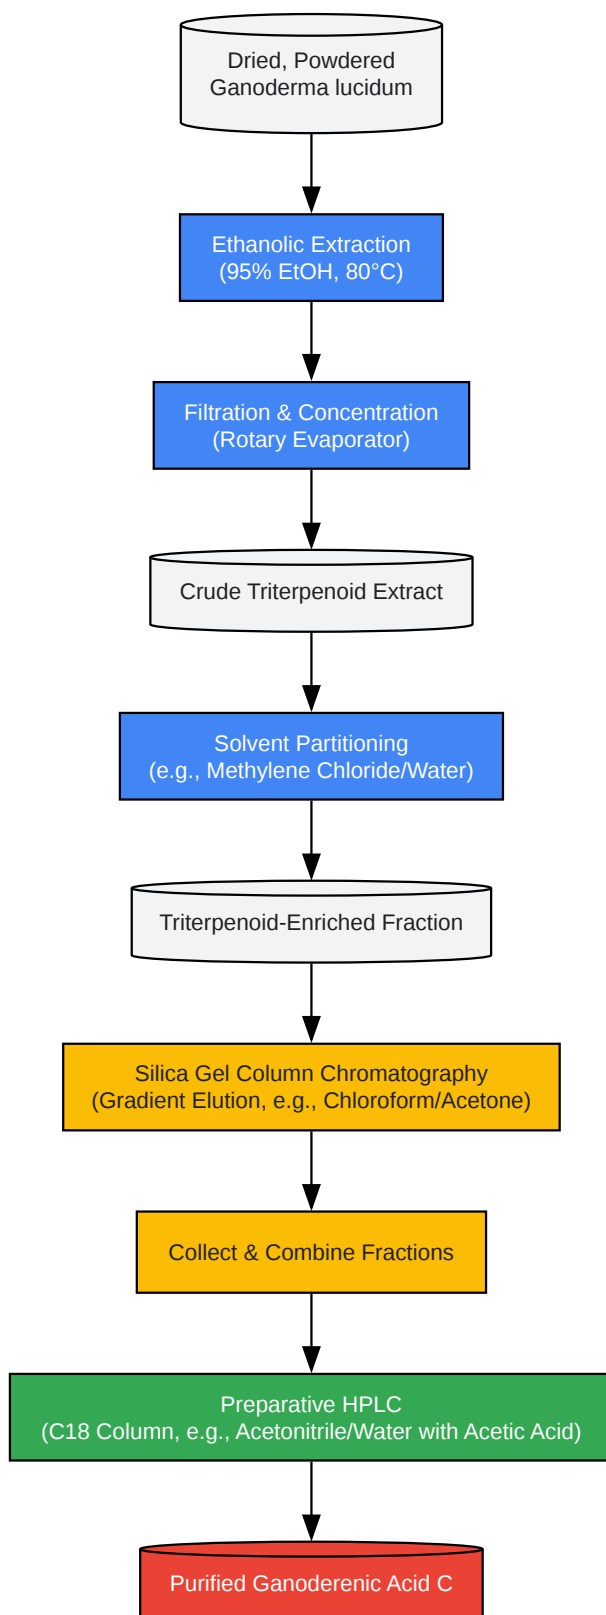 Dried, Powdered
Ganoderma lucidum
Ethanolic Extraction
(95% EtOH, 80°C)
Filtration & Concentration
(Rotary Evaporator)
Crude Triterpenoid Extract
Solvent Partitioning
(e.g., Methylene Chloride/Water)
Triterpenoid-Enriched Fraction
Silica Gel Column Chromatography
(Gradient Elution, e.g., Chloroform/Acetone)
Collect & Combine Fractions
Preparative HPLC
(C18 Column, e.g., Acetonitrile/Water with Acetic Acid)
Purified Ganoderenic Acid C